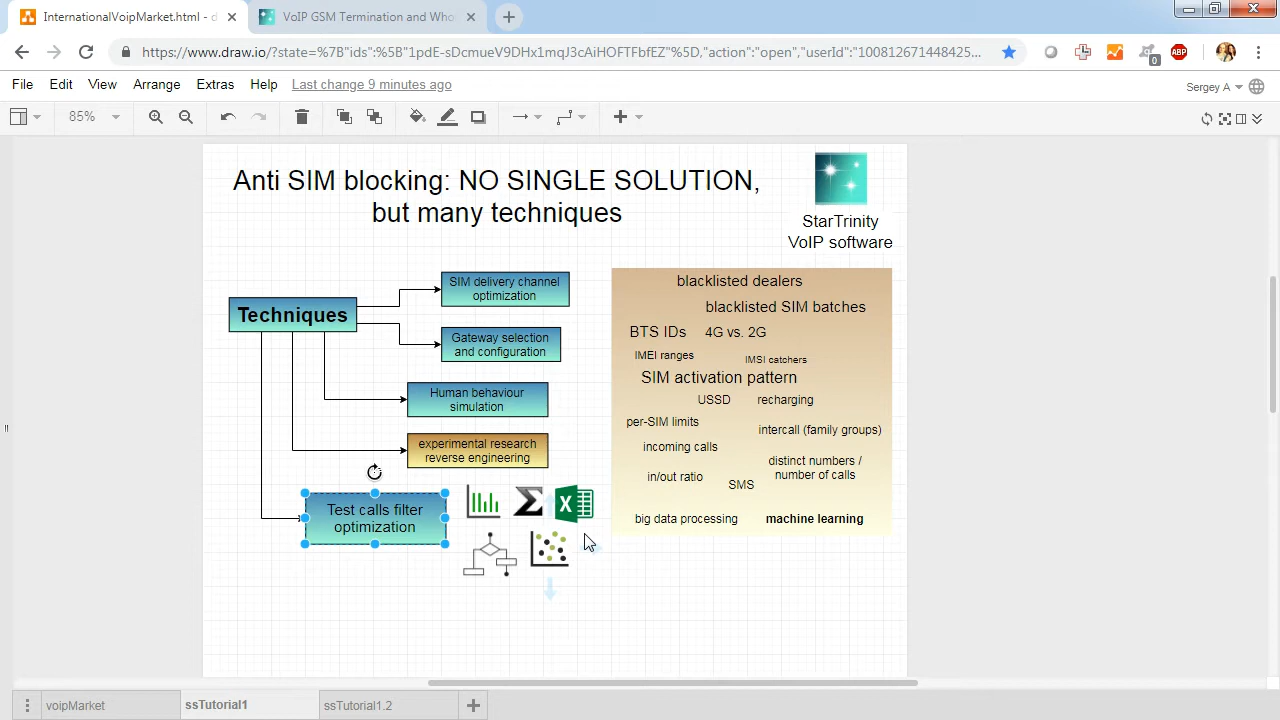 InternationalVoipMarket.html - d
VoIP GSM Termination and Who
https://www.draw.io/?state=%7B"ids":%5B"1pdE-sDcmueV9DHx1mqJ3cAiHOFTFbfEZ"%5D,"action":"open","userId":"100812671448425...
0
ABP
File Edit View Arrange Extras Help Last change 9 minutes ago
Sergey A
85%
Anti SIM blocking: NO SINGLE SOLUTION,
but many techniques
StarTrinity
VoIP software
Techniques
SIM delivery channel
optimization
Gateway selection
and configuration
Human behaviour
simulation
experimental research
reverse engineering
Test calls filter
optimization
Σ
X
blacklisted dealers
blacklisted SIM batches
BTS IDs 4G vs. 2G
IMEI ranges IMSI catchers
SIM activation pattern
USSD recharging
per-SIM limits
intercall (family groups)
incoming calls
distinct numbers /
number of calls
in/out ratio
SMS
big data processing machine learning
voipMarket ssTutorial1 ssTutorial1.2